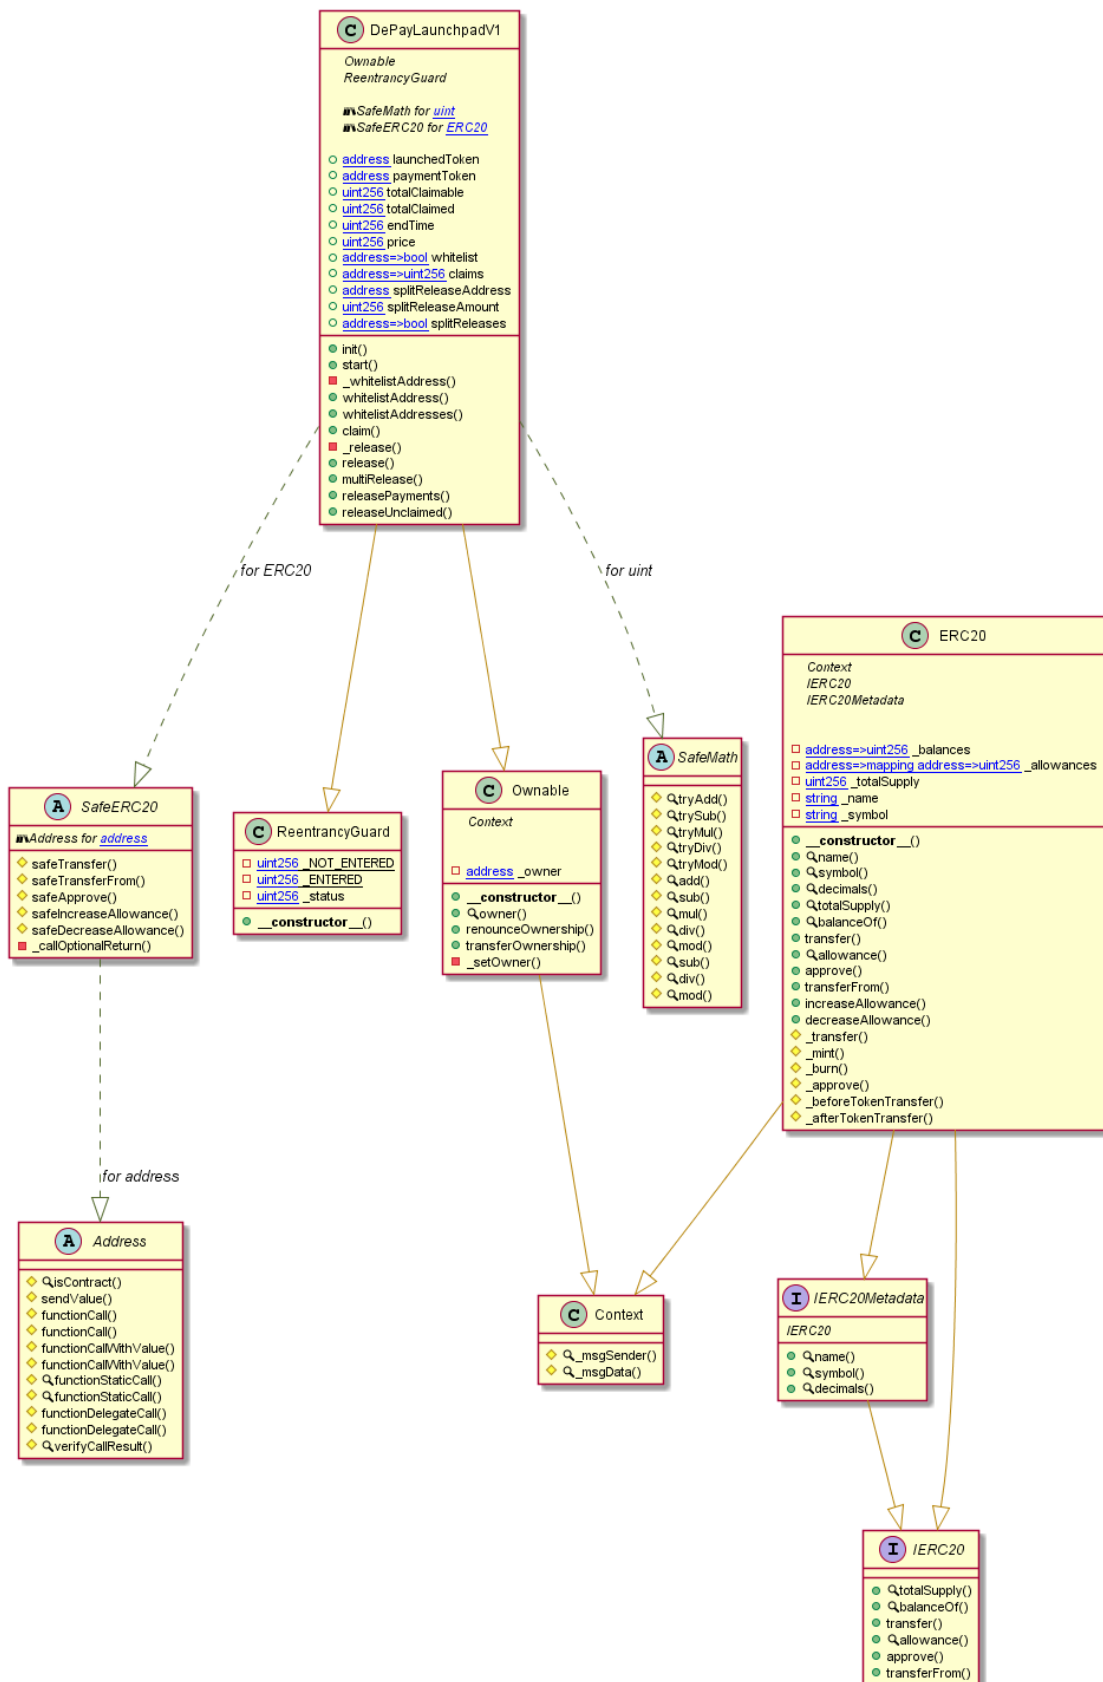 C DePayLaunchpadV1
Ownable
ReentrancyGuard
SafeMath for uint
SafeERC20 for ERC20
address launchedToken
address paymentToken
uint256 totalClaimable
uint256 totalClaimed
uint256 endTime
uint256 price
address=>bool whitelist
address=>uint256 claims
address splitReleaseAddress
uint256 splitReleaseAmount
address=>bool splitReleases
init()
start()
_whitelistAddress()
whitelistAddress()
whitelistAddresses()
claim()
_release()
release()
multiRelease()
releasePayments()
releaseUnclaimed()
for ERC20
for uint
C ERC20
Context
IERC20
IERC20Metadata
address=>uint256 _balances
address=>mapping address=>uint256 _allowances
uint256 _totalSupply
string _name
string _symbol
__constructor__()
name()
symbol()
decimals()
totalSupply()
balanceOf()
transfer()
allowance()
approve()
transferFrom()
increaseAllowance()
decreaseAllowance()
_transfer()
_mint()
_burn()
_approve()
_beforeTokenTransfer()
_afterTokenTransfer()
A SafeERC20
Address for address
safeTransfer()
safeTransferFrom()
safeApprove()
safeIncreaseAllowance()
safeDecreaseAllowance()
_callOptionalReturn()
C ReentrancyGuard
uint256 _NOT_ENTERED
uint256 _ENTERED
uint256 _status
__constructor__()
C Ownable
Context
address _owner
__constructor__()
owner()
renounceOwnership()
transferOwnership()
_setOwner()
A SafeMath
tryAdd()
trySub()
tryMul()
tryDiv()
tryMod()
add()
sub()
mul()
div()
mod()
sub()
div()
mod()
for address
A Address
isContract()
sendValue()
functionCall()
functionCall()
functionCallWithValue()
functionCallWithValue()
functionStaticCall()
functionStaticCall()
functionDelegateCall()
functionDelegateCall()
verifyCallResult()
C Context
_msgSender()
_msgData()
I IERC20Metadata
IERC20
name()
symbol()
decimals()
I IERC20
totalSupply()
balanceOf()
transfer()
allowance()
approve()
transferFrom()